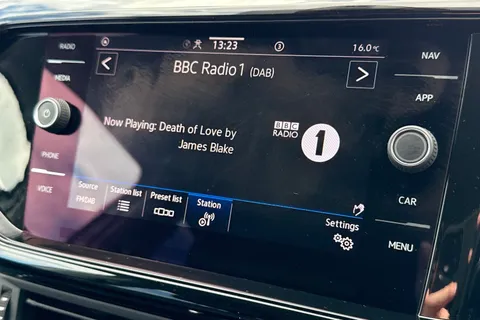 RADIO
13:23
16.0°C
BBC Radio 1 (DAB)
NAV
MEDIA
APP
Now Playing: Death of Love by
James Blake
BBC
RADIO
1
PHONE
VOICE
CAR
Source
FM/DAB
Station list
Preset list
Station
Settings
MENU